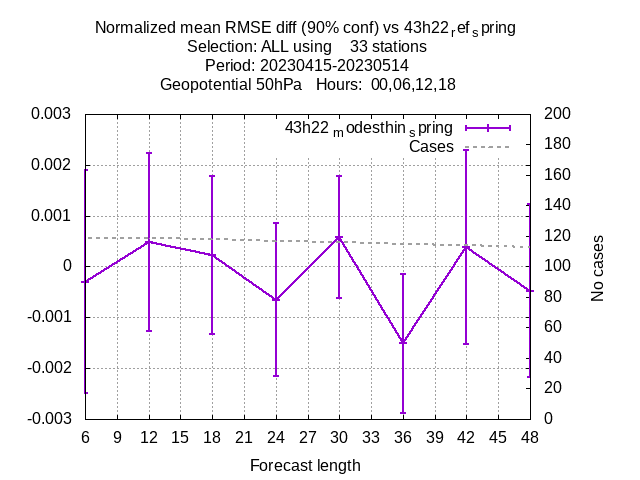 Normalized mean RMSE diff (90% conf) vs 43h22refspring
Selection: ALL using 33 stations
Period: 20230415-20230514
Geopotential 50hPa Hours: 00,06,12,18
43h22modesthinspring
Cases
0.003
0.002
0.001
0
-0.001
-0.002
-0.003
200
180
160
140
120
100
80
60
40
20
0
No cases
6 9 12 15 18 21 24 27 30 33 36 39 42 45 48
Forecast length